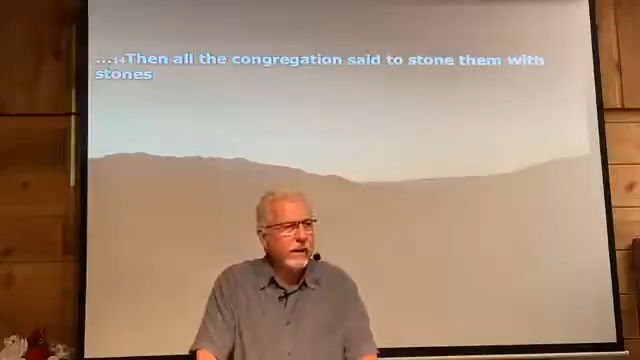 ...14Then all the congregation said to stone them with
stones